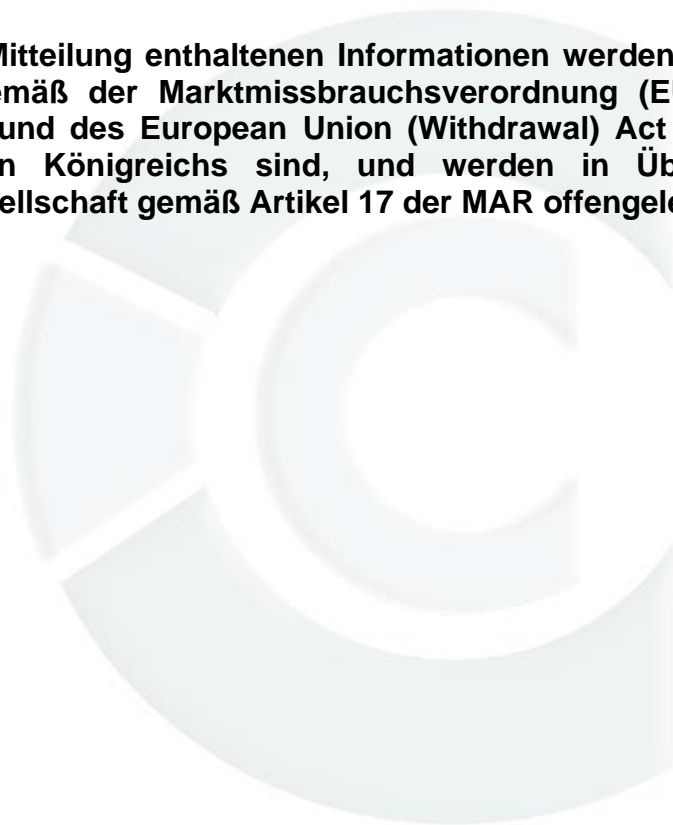 Mitteilung enthaltenen Informationen werden
emäß der Marktmissbrauchsverordnung (EU
und des European Union (Withdrawal) Act
n Königreichs sind, und werden in Üb
ellschaft gemäß Artikel 17 der MAR offengele